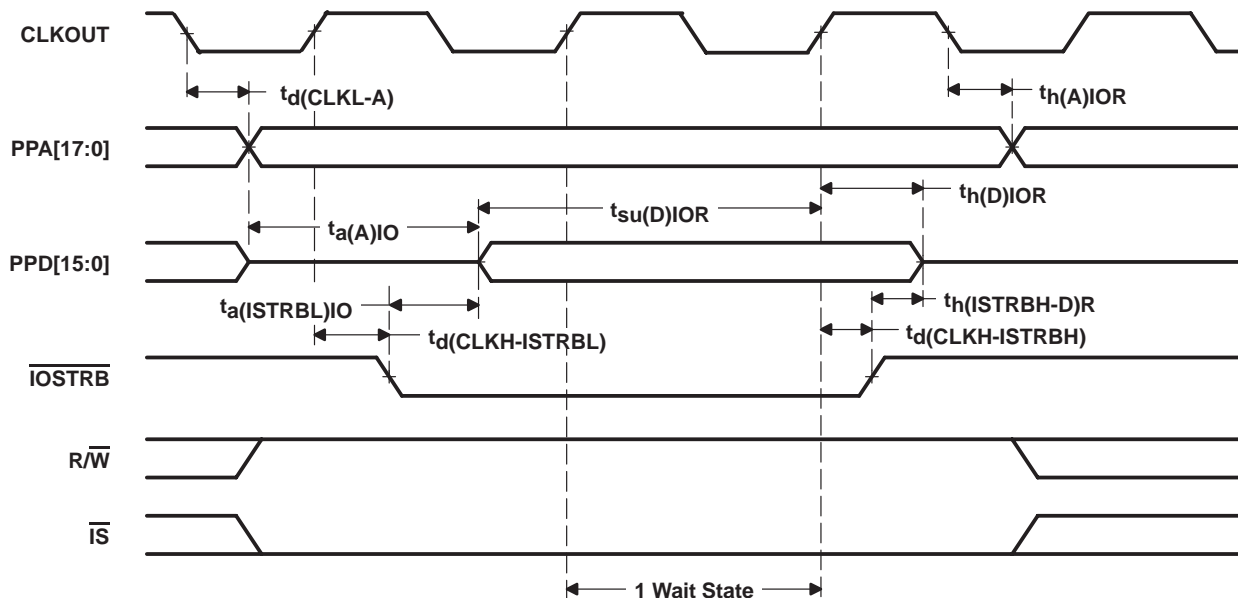 CLKOUT
td(CLKL-A)
th(A)IOR
PPA[17:0]
th(D)IOR
tsu(D)IOR
ta(A)IO
PPD[15:0]
ta(ISTRBL)IO
th(ISTRBH-D)R
td(CLKH-ISTRBL)
td(CLKH-ISTRBH)
IOSTRB
R/W
IS
1 Wait State